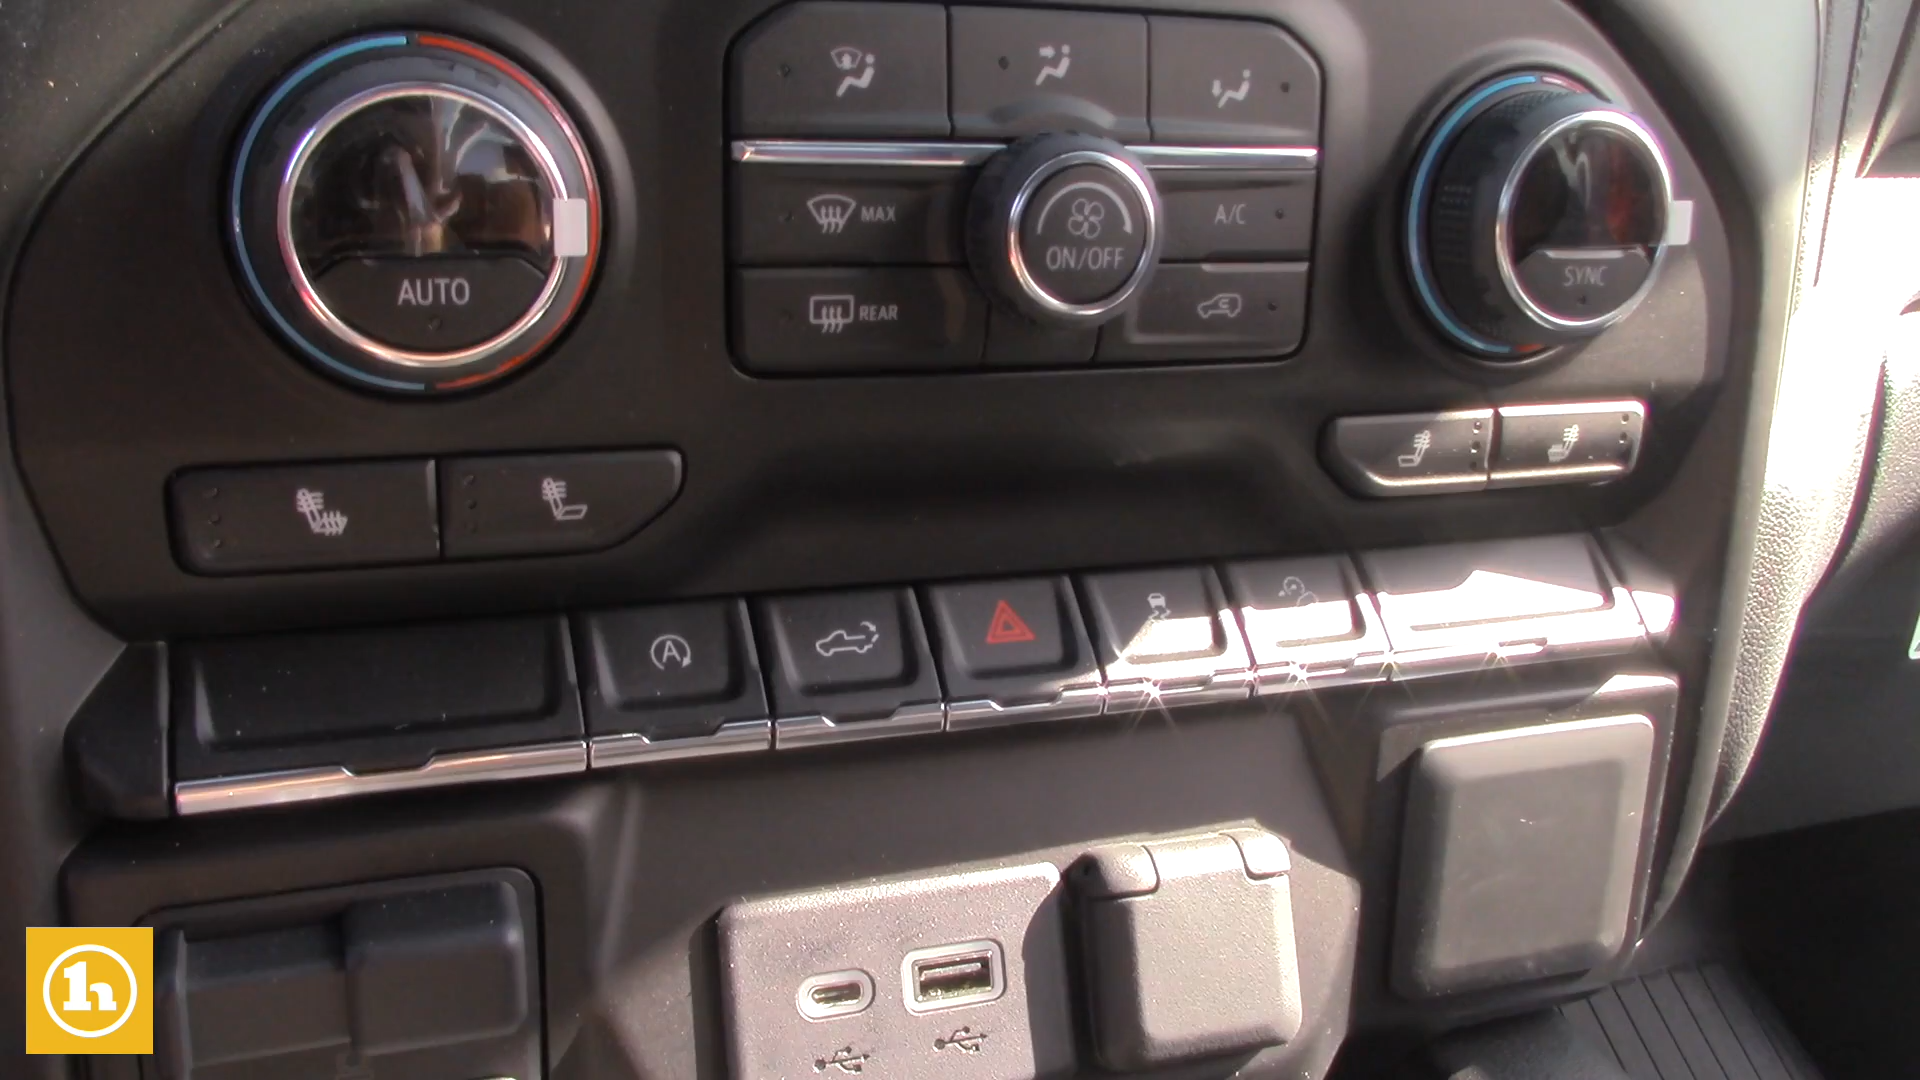 AUTO
MAX
REAR
ON/OFF
A/C
SYNC
A
h